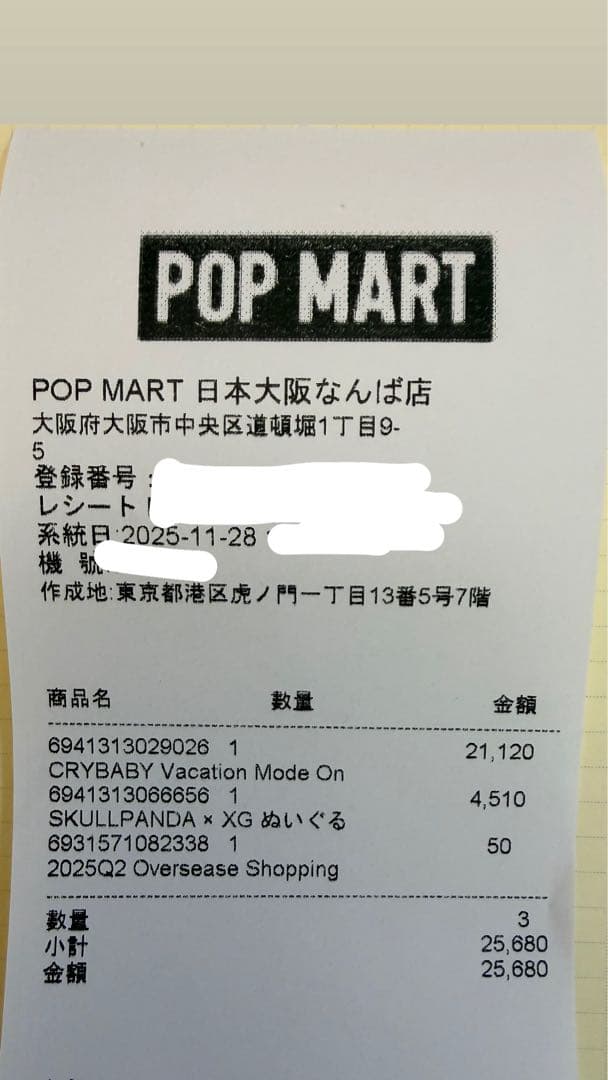 POP MART
POP MART 日本大阪なんば店
大阪府大阪市中央区道頓堀1丁目9-
5
登録番号:
レシート
系統日:2025-11-28
機 號
作成地:東京都港区虎ノ門一丁目13番5号7階
商品名 数量 金額
6941313029026 1 21,120
CRYBABY Vacation Mode On
6941313066656 1 4,510
SKULLPANDA × XG ぬいぐる
6931571082338 1 50
2025Q2 Oversease Shopping
数量 3
小計 25,680
金額 25,680